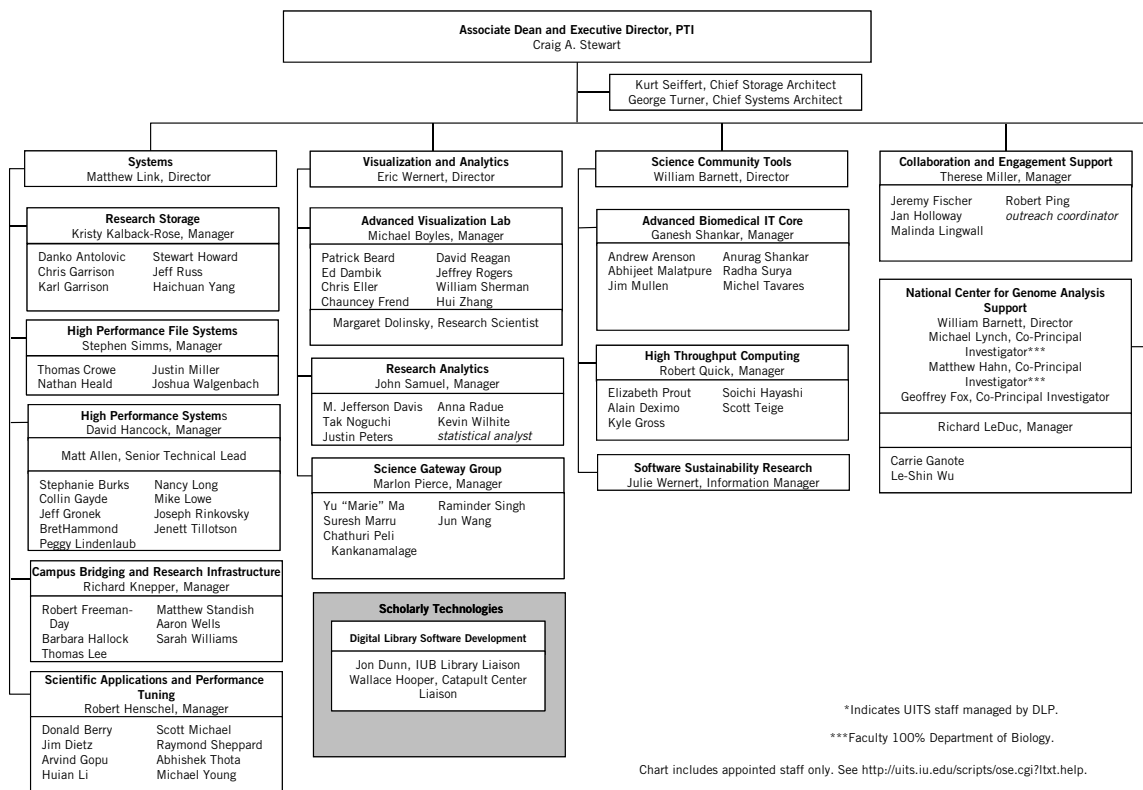 Associate Dean and Executive Director, PTI
Craig A. Stewart
Kurt Seiffert, Chief Storage Architect
George Turner, Chief Systems Architect
Systems
Matthew Link, Director
Research Storage
Kristy Kalback-Rose, Manager
Danko Antolovic
Chris Garrison
Karl Garrison
Stewart Howard
Jeff Russ
Haichuan Yang
High Performance File Systems
Stephen Simms, Manager
Thomas Crowe
Nathan Heald
Justin Miller
Joshua Walgenbach
High Performance Systems
David Hancock, Manager
Matt Allen, Senior Technical Lead
Stephanie Burks
Collin Gayde
Jeff Gronek
BretHammond
Peggy Lindenlaub
Nancy Long
Mike Lowe
Joseph Rinkovsky
Jenett Tillotson
Campus Bridging and Research Infrastructure
Richard Knepper, Manager
Robert Freeman-
Day
Barbara Hallock
Thomas Lee
Matthew Standish
Aaron Wells
Sarah Williams
Scientific Applications and Performance
Tuning
Robert Henschel, Manager
Donald Berry
Jim Dietz
Arvind Gopu
Huian Li
Scott Michael
Raymond Sheppard
Abhishek Thota
Michael Young
Visualization and Analytics
Eric Wernert, Director
Advanced Visualization Lab
Michael Boyles, Manager
Patrick Beard
Ed Dambik
Chris Eller
Chauncey Frend
David Reagan
Jeffrey Rogers
William Sherman
Hui Zhang
Margaret Dolinsky, Research Scientist
Research Analytics
John Samuel, Manager
M. Jefferson Davis
Tak Noguchi
Justin Peters
Anna Radue
Kevin Wilhite
statistical analyst
Science Gateway Group
Marlon Pierce, Manager
Yu “Marie” Ma
Suresh Marru
Chathuri Peli
Kankanamalage
Raminder Singh
Jun Wang
Scholarly Technologies
Digital Library Software Development
Jon Dunn, IUB Library Liaison
Wallace Hooper, Catapult Center
Liaison
Science Community Tools
William Barnett, Director
Advanced Biomedical IT Core
Ganesh Shankar, Manager
Andrew Arenson
Abhijeet Malatpure
Jim Mullen
Anurag Shankar
Radha Surya
Michel Tavares
High Throughput Computing
Robert Quick, Manager
Elizabeth Prout
Alain Deximo
Kyle Gross
Soichi Hayashi
Scott Teige
Software Sustainability Research
Julie Wernert, Information Manager
Collaboration and Engagement Support
Therese Miller, Manager
Jeremy Fischer
Jan Holloway
Malinda Lingwall
Robert Ping
outreach coordinator
National Center for Genome Analysis
Support
William Barnett, Director
Michael Lynch, Co-Principal
Investigator***
Matthew Hahn, Co-Principal
Investigator***
Geoffrey Fox, Co-Principal Investigator
Richard LeDuc, Manager
Carrie Ganote
Le-Shin Wu
*Indicates UITS staff managed by DLP.
***Faculty 100% Department of Biology.
Chart includes appointed staff only. See http://uits.iu.edu/scripts/ose.cgi?ltxt.help.